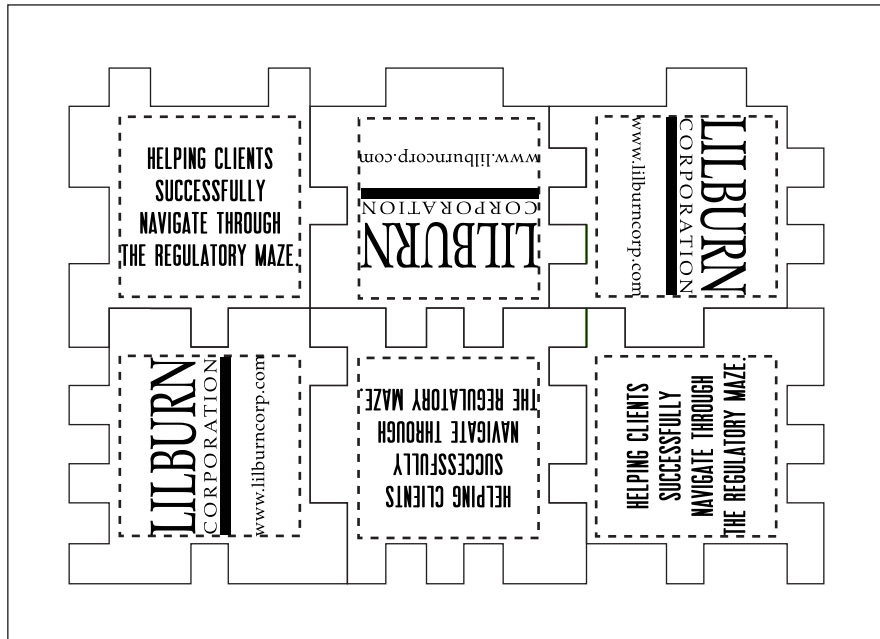 HELPING CLIENTS
SUCCESSFULLY
NAVIGATE THROUGH
THE REGULATORY MAZE.
LILBURN
CORPORATION
www.lilburncorp.com
LILBURN
CORPORATION
www.lilburncorp.com
LILBURN
CORPORATION
www.lilburncorp.com
HELPING CLIENTS
SUCCESSFULLY
NAVIGATE THROUGH
THE REGULATORY MAZE.
HELPING CLIENTS
SUCCESSFULLY
NAVIGATE THROUGH
THE REGULATORY MAZE.